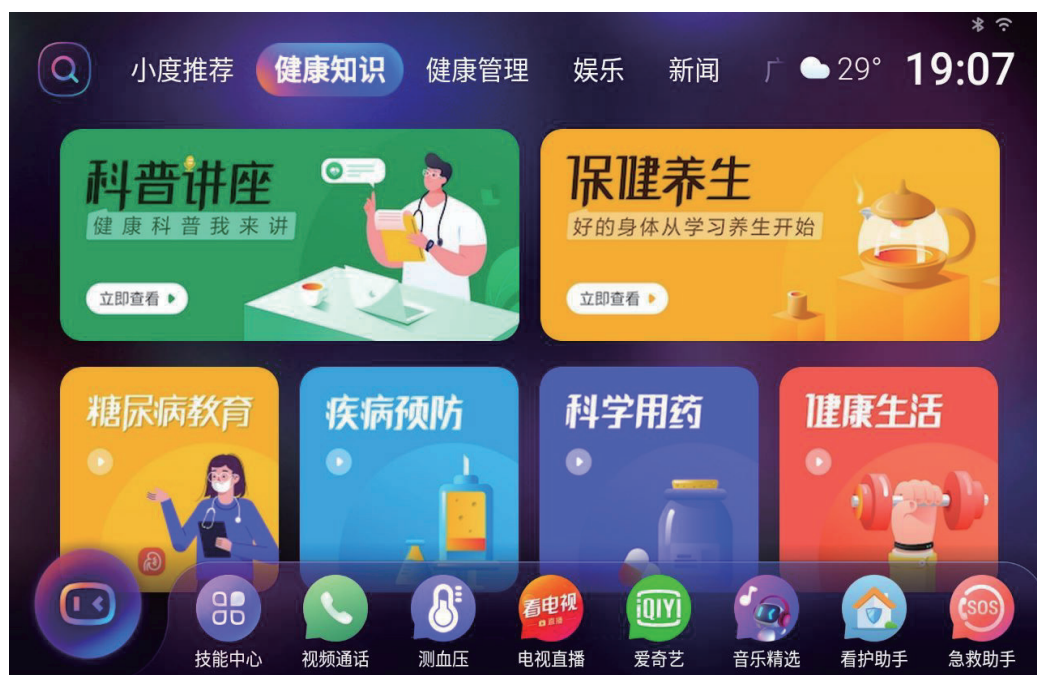 小度推荐
健康知识
健康管理
娱乐
新闻
广
29°
19:07
科普讲座
健康科普我来讲
立即查看
保健养生
好的身体从学习养生开始
立即查看
糖尿病教育
疾病预防
科学用药
健康生活
看电视
直播
iQIYI
SOS
技能中心
视频通话
测血压
电视直播
爱奇艺
音乐精选
看护助手
急救助手